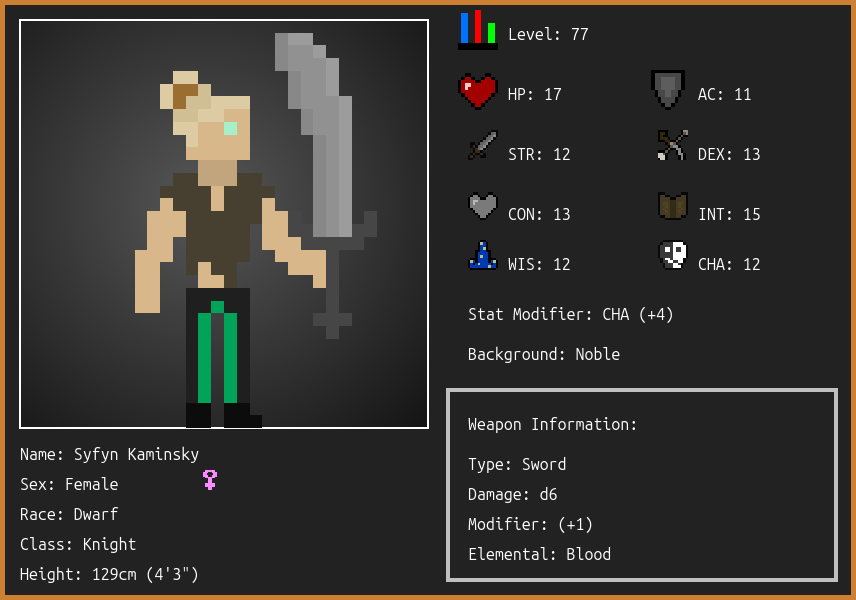 Level: 77
HP: 17
AC: 11
STR: 12
DEX: 13
CON: 13
INT: 15
WIS: 12
CHA: 12
Stat Modifier: CHA (+4)
Background: Noble
Weapon Information:
Type: Sword
Damage: d6
Modifier: (+1)
Elemental: Blood
Name: Syfyn Kaminsky
Sex: Female
Race: Dwarf
Class: Knight
Height: 129cm (4'3")